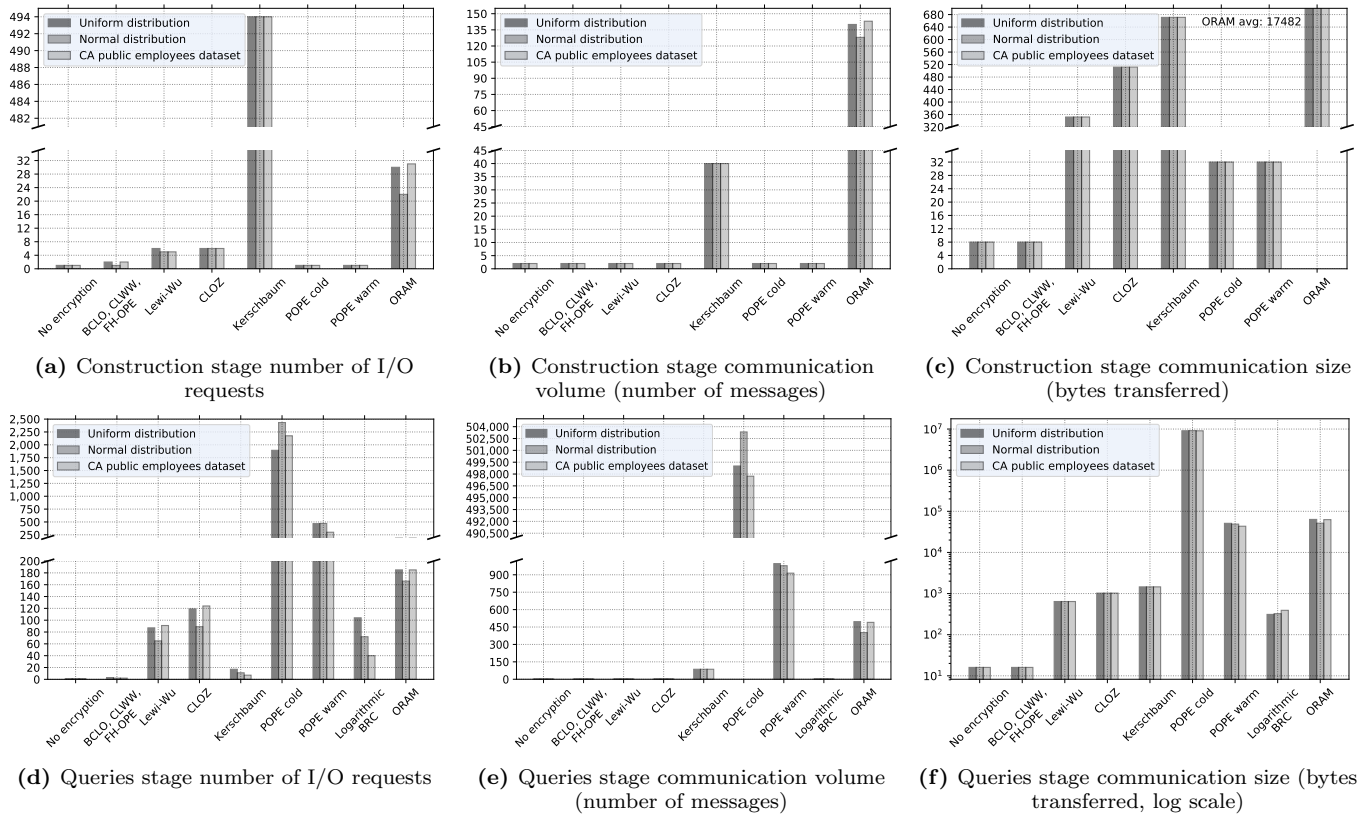 494
492
490
488
486
484
482
32
28
24
20
16
12
8
4
0
Uniform distribution
Normal distribution
CA public employees dataset
No encryption
BCLO, CLWW,
FH-OPE
Lewi-Wu
CLOZ
Kerschbaum
POPE cold
POPE warm
ORAM
(a) Construction stage number of I/O
requests
150
135
120
105
90
75
60
45
45
40
35
30
25
20
15
10
5
0
Uniform distribution
Normal distribution
CA public employees dataset
No encryption
BCLO, CLWW,
FH-OPE
Lewi-Wu
CLOZ
Kerschbaum
POPE cold
POPE warm
ORAM
(b) Construction stage communication
volume (number of messages)
680
640
600
560
520
480
440
400
360
320
32
28
24
20
16
12
8
4
0
Uniform distribution
Normal distribution
CA public employees dataset
ORAM avg: 17482
No encryption
BCLO, CLWW,
FH-OPE
Lewi-Wu
CLOZ
Kerschbaum
POPE cold
POPE warm
ORAM
(c) Construction stage communication size
(bytes transferred)
2,500
2,250
2,000
1,750
1,500
1,250
1,000
750
500
250
200
180
160
140
120
100
80
60
40
20
0
Uniform distribution
Normal distribution
CA public employees dataset
No encryption
BCLO, CLWW,
FH-OPE
Lewi-Wu
CLOZ
Kerschbaum
POPE cold
POPE warm
Logarithmic
BRC
ORAM
(d) Queries stage number of I/O requests
504,000
502,500
501,000
499,500
498,000
496,500
495,000
493,500
492,000
490,500
900
750
600
450
300
150
0
Uniform distribution
Normal distribution
CA public employees dataset
No encryption
BCLO, CLWW,
FH-OPE
Lewi-Wu
CLOZ
Kerschbaum
POPE cold
POPE warm
Logarithmic
BRC
ORAM
(e) Queries stage communication volume
(number of messages)
10⁷
10⁶
10⁵
10⁴
10³
10²
10¹
Uniform distribution
Normal distribution
CA public employees dataset
No encryption
BCLO, CLWW,
FH-OPE
Lewi-Wu
CLOZ
Kerschbaum
POPE cold
POPE warm
Logarithmic
BRC
ORAM
(f) Queries stage communication size (bytes
transferred, log scale)